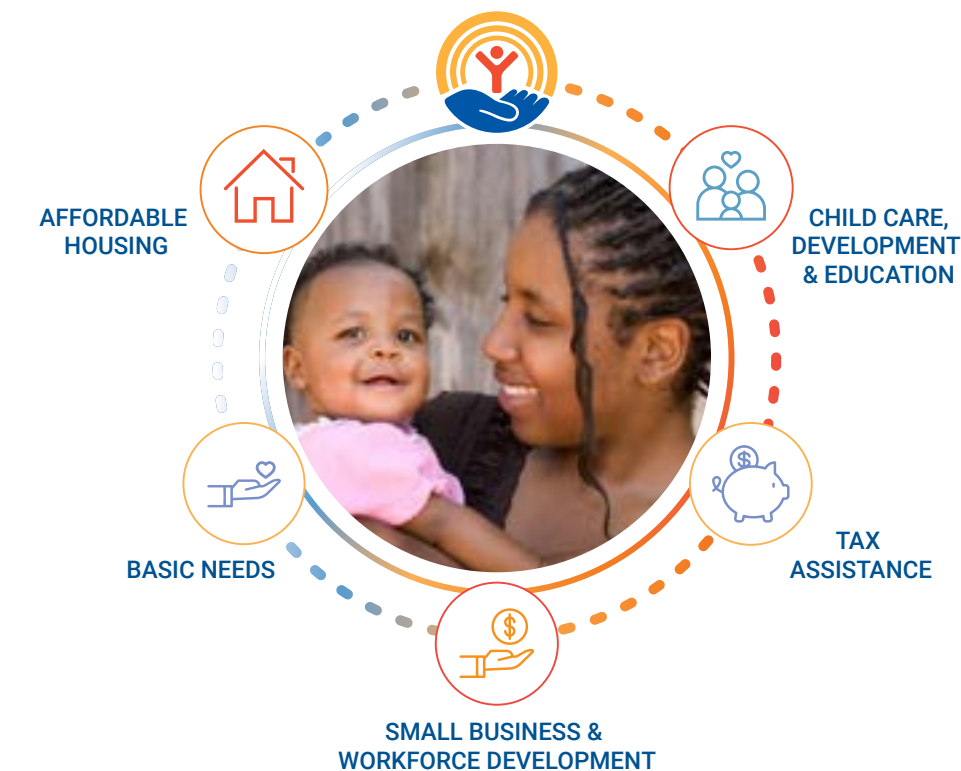 AFFORDABLE
HOUSING
CHILD CARE,
DEVELOPMENT
& EDUCATION
BASIC NEEDS
$
TAX
ASSISTANCE
$
SMALL BUSINESS &
WORKFORCE DEVELOPMENT